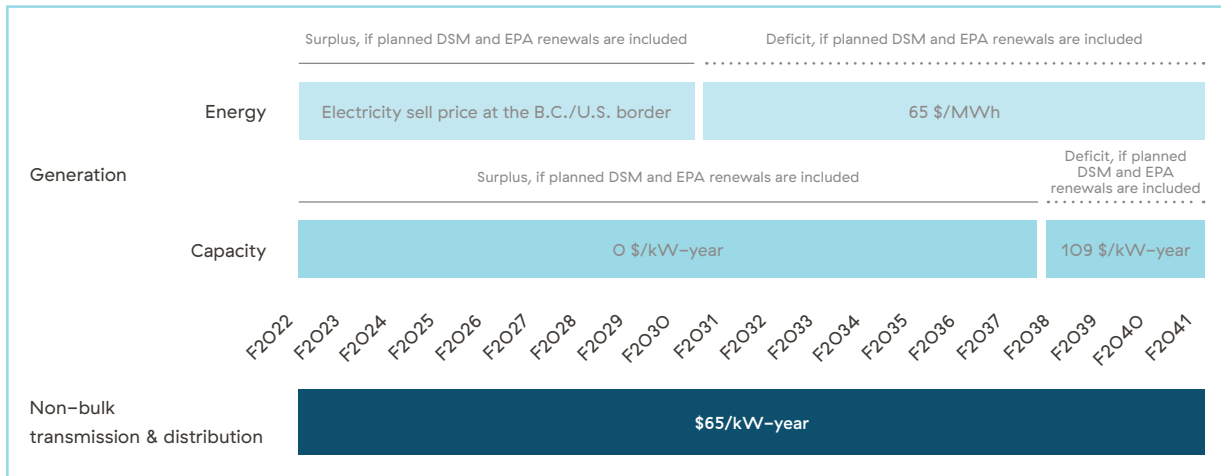 Surplus, if planned DSM and EPA renewals are included
Deficit, if planned DSM and EPA renewals are included
Energy
Electricity sell price at the B.C./U.S. border
65 $/MWh
Generation
Surplus, if planned DSM and EPA renewals are included
Deficit, if planned
DSM and EPA
renewals are included
Capacity
0 $/kW-year
109 $/kW-year
F2022
F2023
F2024
F2025
F2026
F2027
F2028
F2029
F2030
F2031
F2032
F2033
F2034
F2035
F2036
F2037
F2038
F2039
F2040
F2041
Non-bulk
transmission & distribution
$65/kW-year